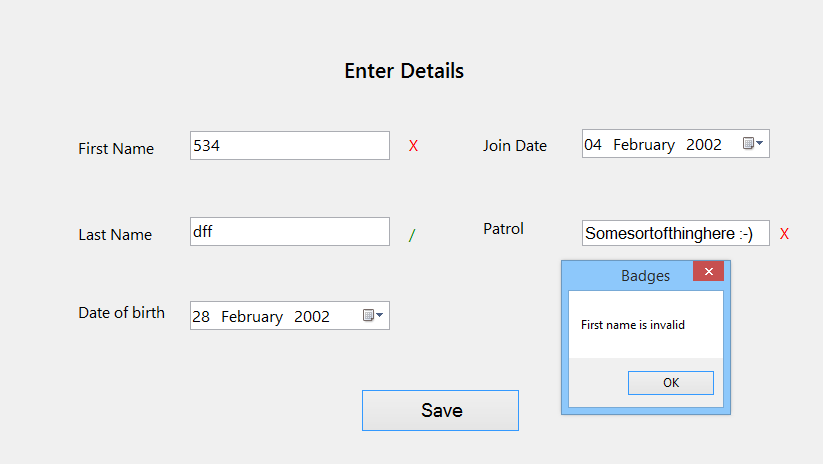 Enter Details
First Name 534 X
Join Date 04 February 2002
Last Name dff /
Patrol Somesortofthinghere :-) X
Date of birth 28 February 2002
Badges
First name is invalid
OK
Save